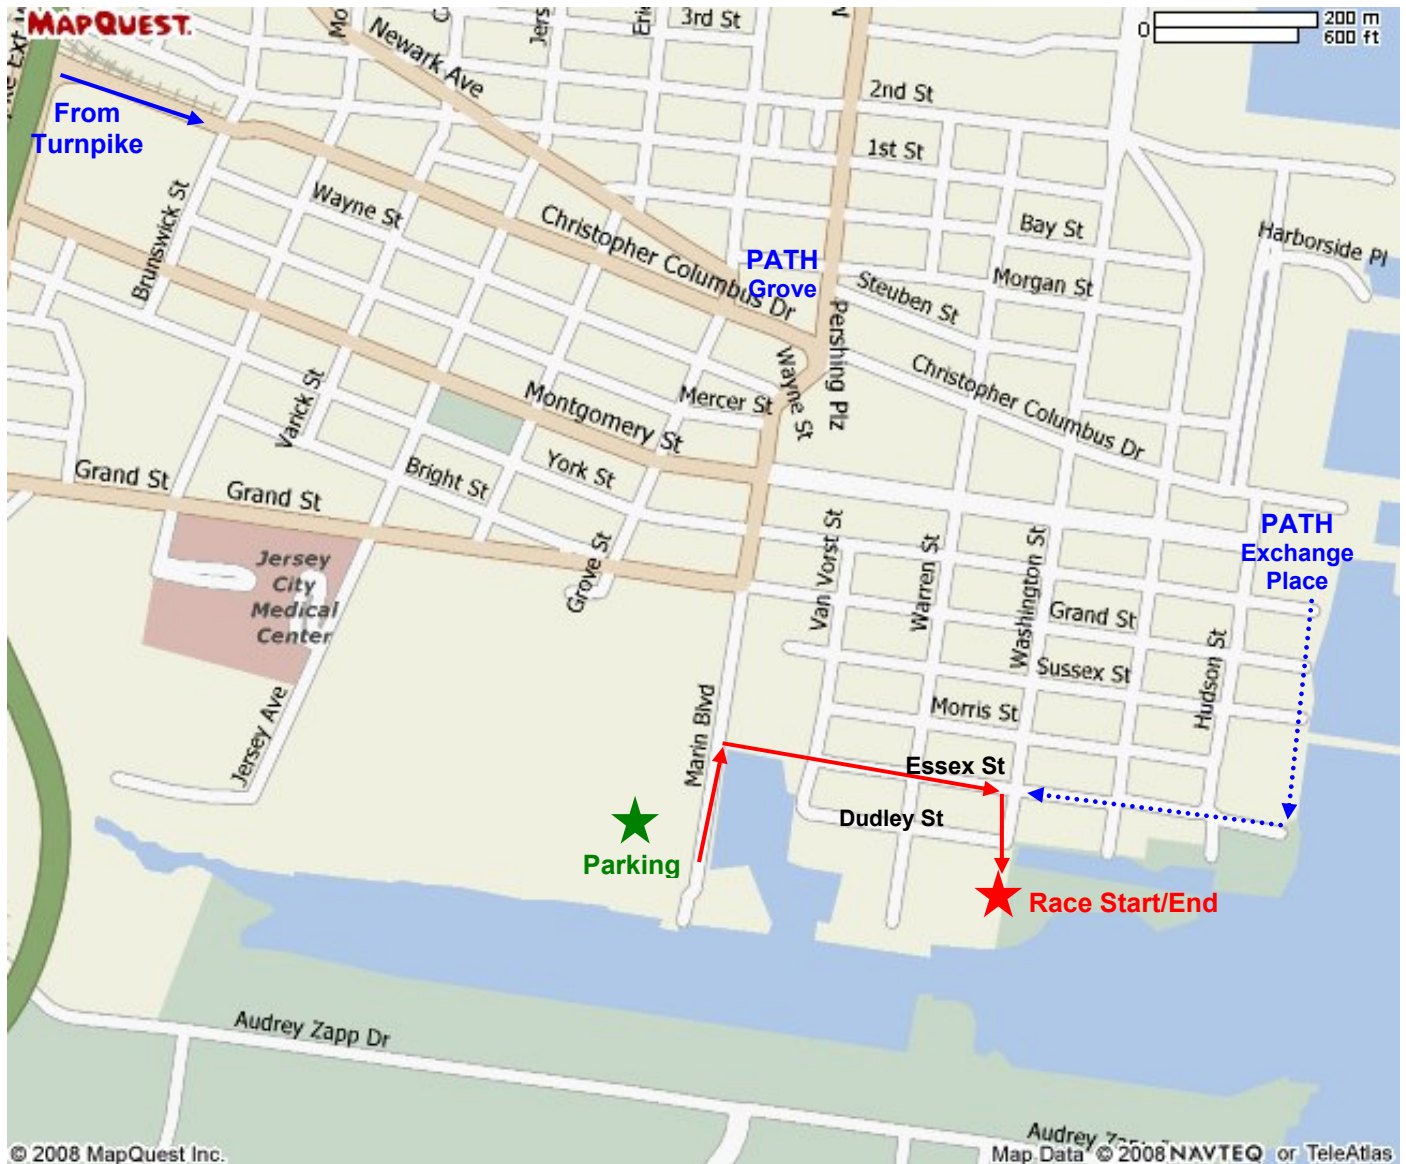 MAPQUEST.
3rd St
200 m
0
600 ft
Newark Ave
2nd St
From
Turnpike
1st St
Wayne St
Brunswick St
Bay St
Harborside Pl
Christopher Columbus Dr
PATH
Grove
Steuben St
Morgan St
Pershing Plz
Wayne St
Christopher Columbus Dr
Mercer St
Varick St
Montgomery St
York St
Bright St
Grand St
Grand St
PATH
Exchange
Place
Jersey
City
Medical
Center
Grove St
Van Vorst St
Warren St
Washington St
Grand St
Sussex St
Hudson St
Morris St
Marin Blvd
Jersey Ave
Essex St
Dudley St
Parking
Race Start/End
Audrey Zapp Dr
Audrey
© 2008 MapQuest Inc.
Map Data © 2008 NAVTEQ or TeleAtlas